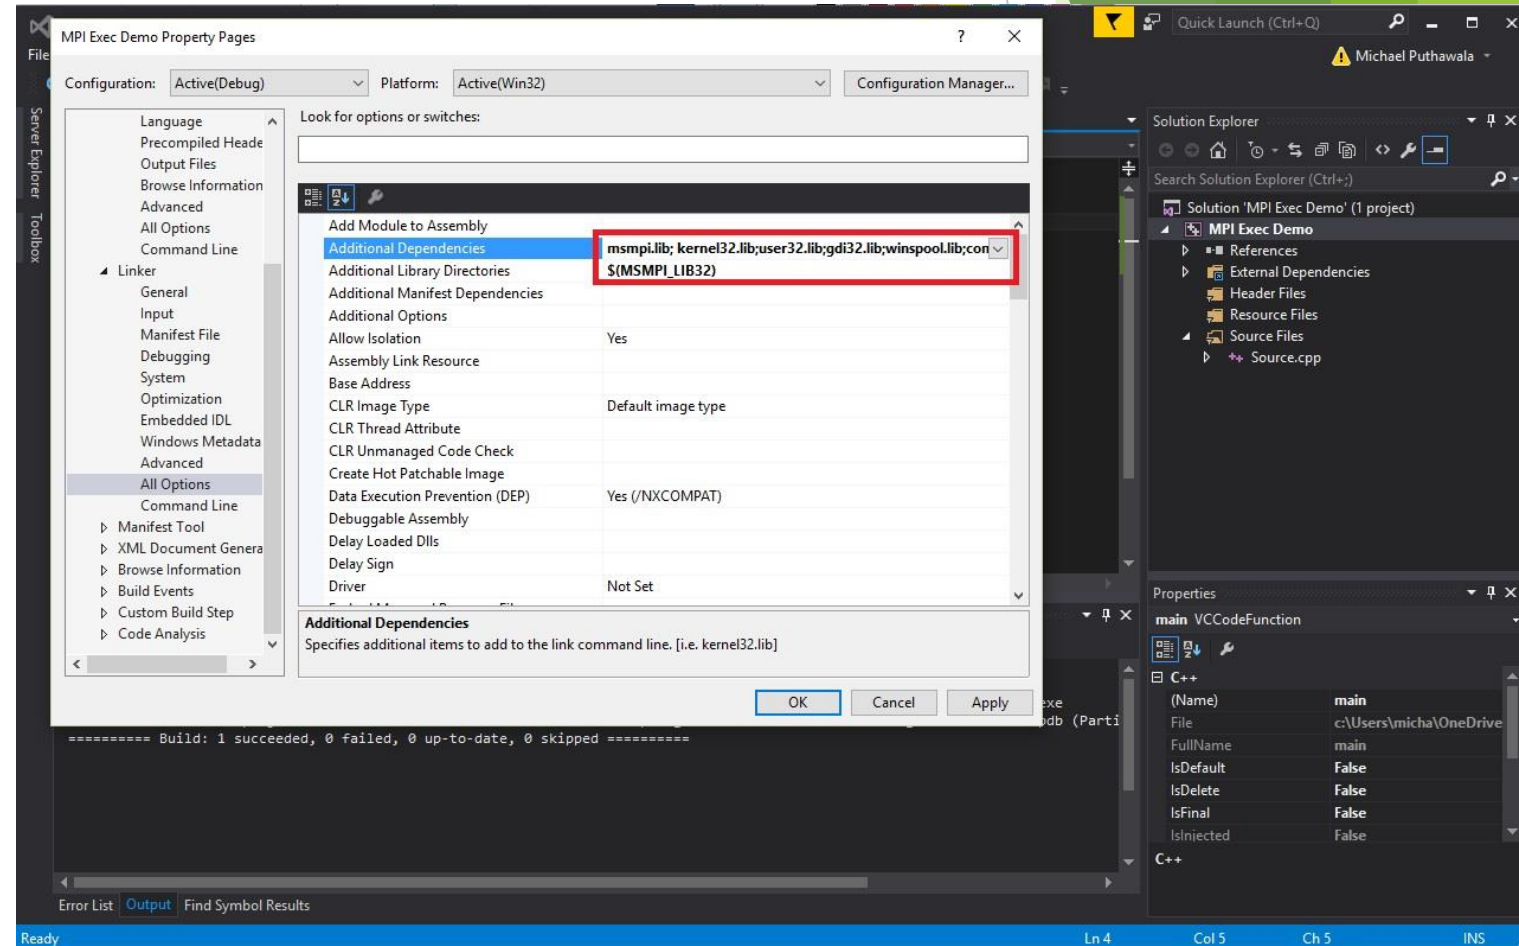 MPI Exec Demo Property Pages
?
Quick Launch (Ctrl+Q)
File
Michael Puthawala
Configuration: Active(Debug) Platform: Active(Win32) Configuration Manager...
Server Explorer
Toolbox
Language
Precompiled Heade
Output Files
Browse Information
Advanced
All Options
Command Line
Linker
General
Input
Manifest File
Debugging
System
Optimization
Embedded IDL
Windows Metadata
Advanced
All Options
Command Line
Manifest Tool
XML Document Genera
Browse Information
Build Events
Custom Build Step
Code Analysis
Look for options or switches:
Add Module to Assembly
Additional Dependencies msmpi.lib; kernel32.lib;user32.lib;gdi32.lib;winspool.lib;con
Additional Library Directories $(MSMPI_LIB32)
Additional Manifest Dependencies
Additional Options
Allow Isolation Yes
Assembly Link Resource
Base Address
CLR Image Type Default image type
CLR Thread Attribute
CLR Unmanaged Code Check
Create Hot Patchable Image
Data Execution Prevention (DEP) Yes (/NXCOMPAT)
Debuggable Assembly
Delay Loaded Dlls
Delay Sign
Driver Not Set
Additional Dependencies
Specifies additional items to add to the link command line. [i.e. kernel32.lib]
OK Cancel Apply
exe
pdb (Parti
========== Build: 1 succeeded, 0 failed, 0 up-to-date, 0 skipped ==========
Error List Output Find Symbol Results
Solution Explorer
Search Solution Explorer (Ctrl+;)
Solution 'MPI Exec Demo' (1 project)
MPI Exec Demo
References
External Dependencies
Header Files
Resource Files
Source Files
Source.cpp
Properties
main VCCodeFunction
C++
(Name) main
File c:\Users\micha\OneDrive
FullName main
IsDefault False
IsDelete False
IsFinal False
IsInjected False
C++
Ready Ln 4 Col 5 Ch 5 INS